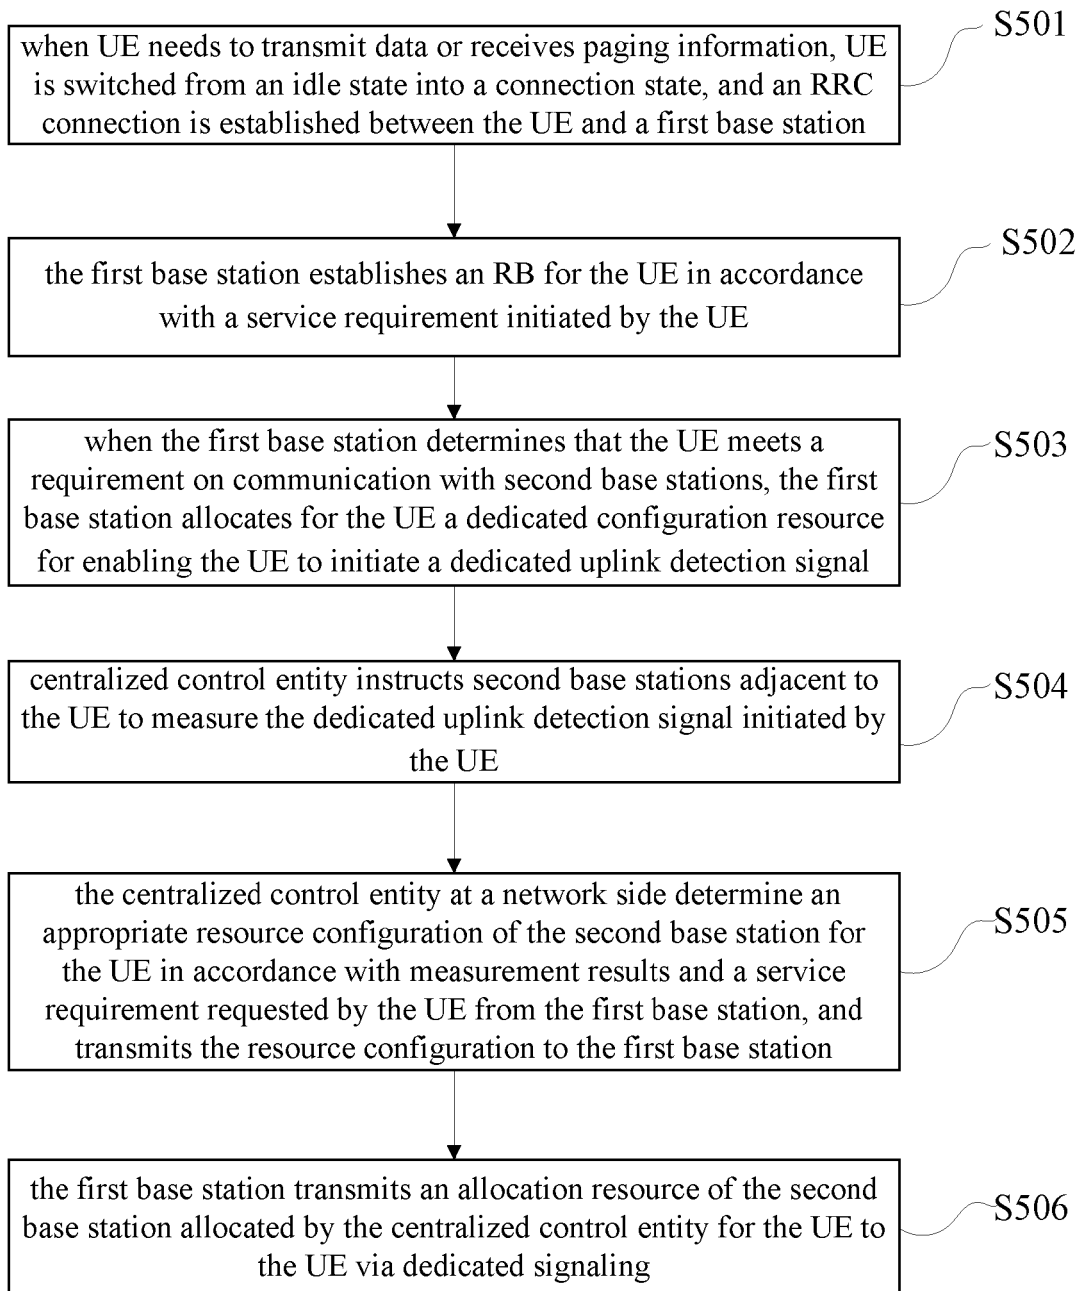 when UE needs to transmit data or receives paging information, UE
is switched from an idle state into a connection state, and an RRC
connection is established between the UE and a first base station
S501
the first base station establishes an RB for the UE in accordance
with a service requirement initiated by the UE
S502
when the first base station determines that the UE meets a
requirement on communication with second base stations, the first
base station allocates for the UE a dedicated configuration resource
for enabling the UE to initiate a dedicated uplink detection signal
S503
centralized control entity instructs second base stations adjacent to
the UE to measure the dedicated uplink detection signal initiated by
the UE
S504
the centralized control entity at a network side determine an
appropriate resource configuration of the second base station for
the UE in accordance with measurement results and a service
requirement requested by the UE from the first base station, and
transmits the resource configuration to the first base station
S505
the first base station transmits an allocation resource of the second
base station allocated by the centralized control entity for the UE to
the UE via dedicated signaling
S506